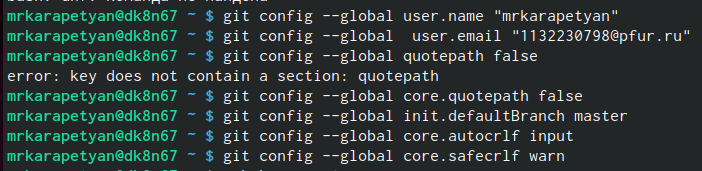 mrkarapetyan@dk8n67 ~ $ git config --global user.name "mrkarapetyan"
mrkarapetyan@dk8n67 ~ $ git config --global  user.email "1132230798@pfur.ru"
mrkarapetyan@dk8n67 ~ $ git config --global quotepath false
error: key does not contain a section: quotepath
mrkarapetyan@dk8n67 ~ $ git config --global core.quotepath false
mrkarapetyan@dk8n67 ~ $ git config --global init.defaultBranch master
mrkarapetyan@dk8n67 ~ $ git config --global core.autocrlf input
mrkarapetyan@dk8n67 ~ $ git config --global core.safecrlf warn